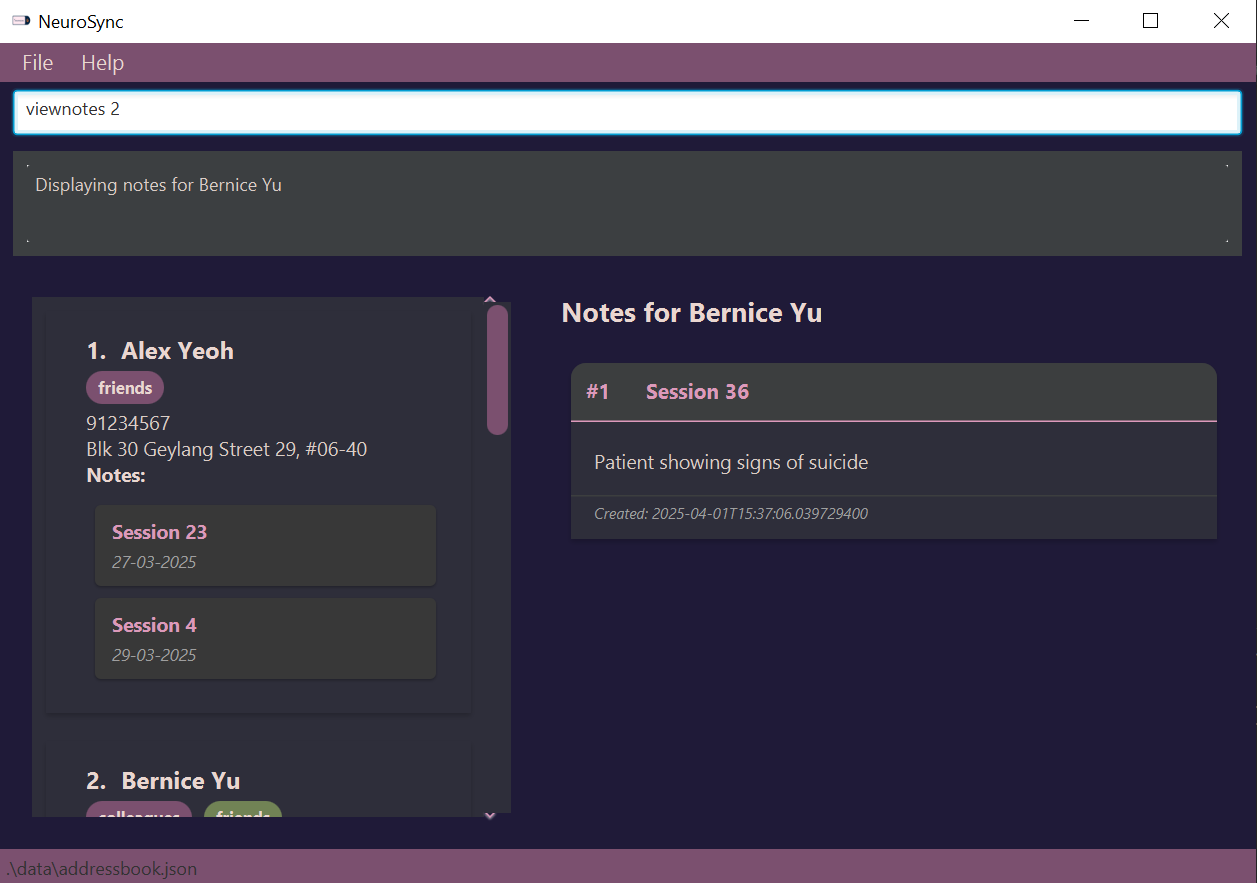 NeuroSync
File Help
viewnotes 2
Displaying notes for Bernice Yu
1. Alex Yeoh
friends
91234567
Blk 30 Geylang Street 29, #06-40
Notes:
Session 23
27-03-2025
Session 4
29-03-2025
2. Bernice Yu
colleagues friends
Notes for Bernice Yu
#1 Session 36
Patient showing signs of suicide
Created: 2025-04-01T15:37:06.039729400
.\data\addressbook.json